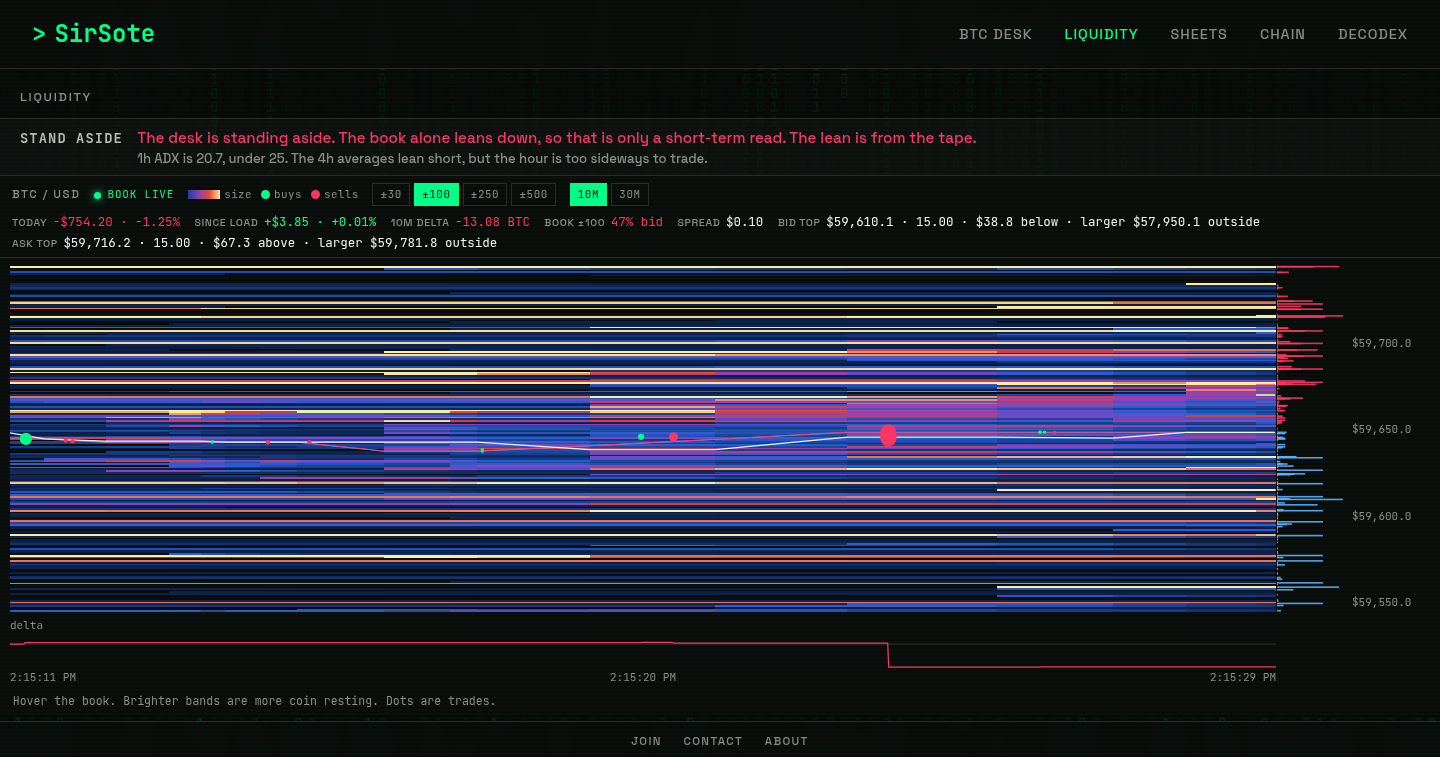 > SirSote
BTC DESK LIQUIDITY SHEETS CHAIN DECODEX
LIQUIDITY
STAND ASIDE The desk is standing aside. The book alone leans down, so that is only a short-term read. The lean is from the tape.
1h ADX is 20.7, under 25. The 4h averages lean short, but the hour is too sideways to trade.
BTC / USD BOOK LIVE size buys sells ±30 ±100 ±250 ±500 10M 30M
TODAY -$754.20 · -1.25% SINCE LOAD +$3.85 · +0.01% 10M DELTA -13.08 BTC BOOK ±100 47% bid SPREAD $0.10 BID TOP $59,610.1 · 15.00 · $38.8 below · larger $57,950.1 outside
ASK TOP $59,716.2 · 15.00 · $67.3 above · larger $59,781.8 outside
$59,700.0
$59,650.0
$59,600.0
$59,550.0
delta
2:15:11 PM 2:15:20 PM 2:15:29 PM
Hover the book. Brighter bands are more coin resting. Dots are trades.
JOIN CONTACT ABOUT